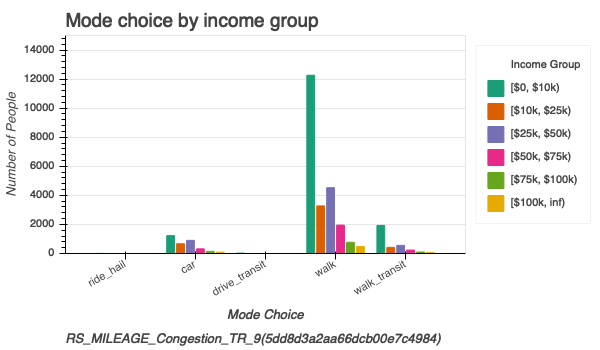 Mode choice by income group
Number of People
14000
12000
10000
8000
6000
4000
2000
0
ride_hail
car
drive_transit
walk
walk_transit
Mode Choice
RS_MILEAGE_Congestion_TR_9(5dd8d3a2aa66dcb00e7c4984)
Income Group
[$0, $10k)
[$10k, $25k)
[$25k, $50k)
[$50k, $75k)
[$75k, $100k)
[$100k, inf)